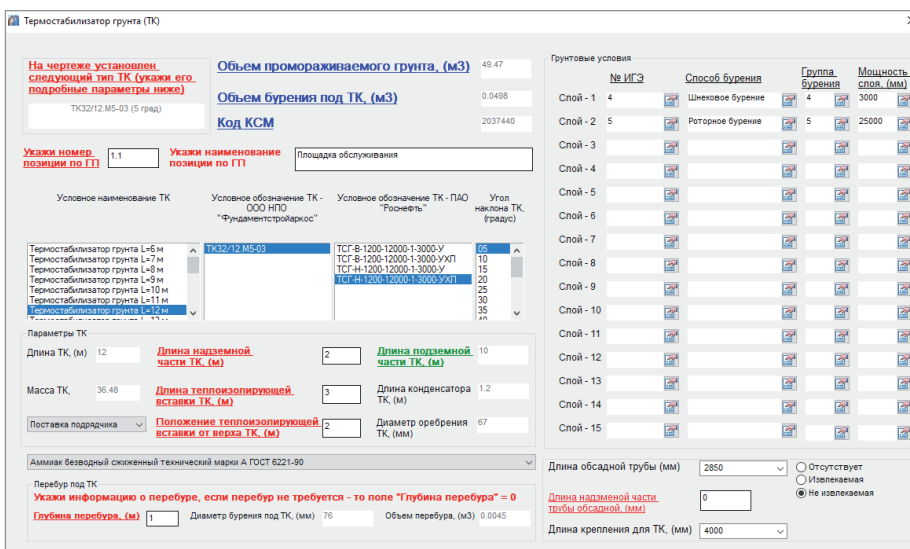 Термостабилизатор грунта (ТК)
На чертеже установлен
следующий тип ТК (укажи его
подробные параметры ниже)
ТК32/12.М5-03 (5 град)
Объем промораживаемого грунта, (м3) 49.47
Объем бурения под ТК, (м3) 0.0498
Код КСМ 2037440
Укажи номер
позиции по ГП
1.1
Укажи наименование
позиции по ГП
Площадка обслуживания
Условное наименование ТК
Условное обозначение ТК -
ООО НПО
"Фундаментстройаркос"
Условное обозначение ТК - ПАО
"Роснефть"
Угол
наклона ТК,
(градус)
Термостабилизатор грунта L=6 м
Термостабилизатор грунта L=7 м
Термостабилизатор грунта L=8 м
Термостабилизатор грунта L=9 м
Термостабилизатор грунта L=10 м
Термостабилизатор грунта L=11 м
Термостабилизатор грунта L=12 м
ТК32/12.М5-03
ТСГ-В-1200-12000-1-3000-У
ТСГ-В-1200-12000-1-3000-УХЛ
ТСГ-Н-1200-12000-1-3000-У
ТСГ-Н-1200-12000-1-3000-УХЛ
05
10
15
20
25
30
35
40
Параметры ТК
Длина ТК, (м) 12
Длина надземной
части ТК, (м)
2
Длина подземной
части ТК, (м)
10
Масса ТК, 36.48
Длина теплоизолирующей
вставки ТК, (м)
3
Длина конденсатора
ТК, (м)
1.2
Поставка подрядчика
Положение теплоизолирующей
вставки от верха ТК, (м)
2
Диаметр оребрения
ТК, (мм)
67
Аммиак безводный сжиженный технический марки А ГОСТ 6221-90
Перебур под ТК
Укажи информацию о перебуре, если перебур не требуется - то поле "Глубина перебура" = 0
Глубина перебура, (м) 1 Диаметр бурения под ТК, (мм) 76 Объем перебура, (м3) 0.0045
Грунтовые условия
№ ИГЭ
Способ бурения
Группа
бурения
Мощность
слоя, (мм)
Слой - 1 4 Шнековое бурение 4 3000
Слой - 2 5 Роторное бурение 5 25000
Слой - 3
Слой - 4
Слой - 5
Слой - 6
Слой - 7
Слой - 8
Слой - 9
Слой - 10
Слой - 11
Слой - 12
Слой - 13
Слой - 14
Слой - 15
Длина обсадной трубы (мм) 2850
Отсутствует
Извлекаемая
Не извлекаемая
Длина надземной части
трубы обсадной, (мм)
0
Длина крепления для ТК, (мм) 4000